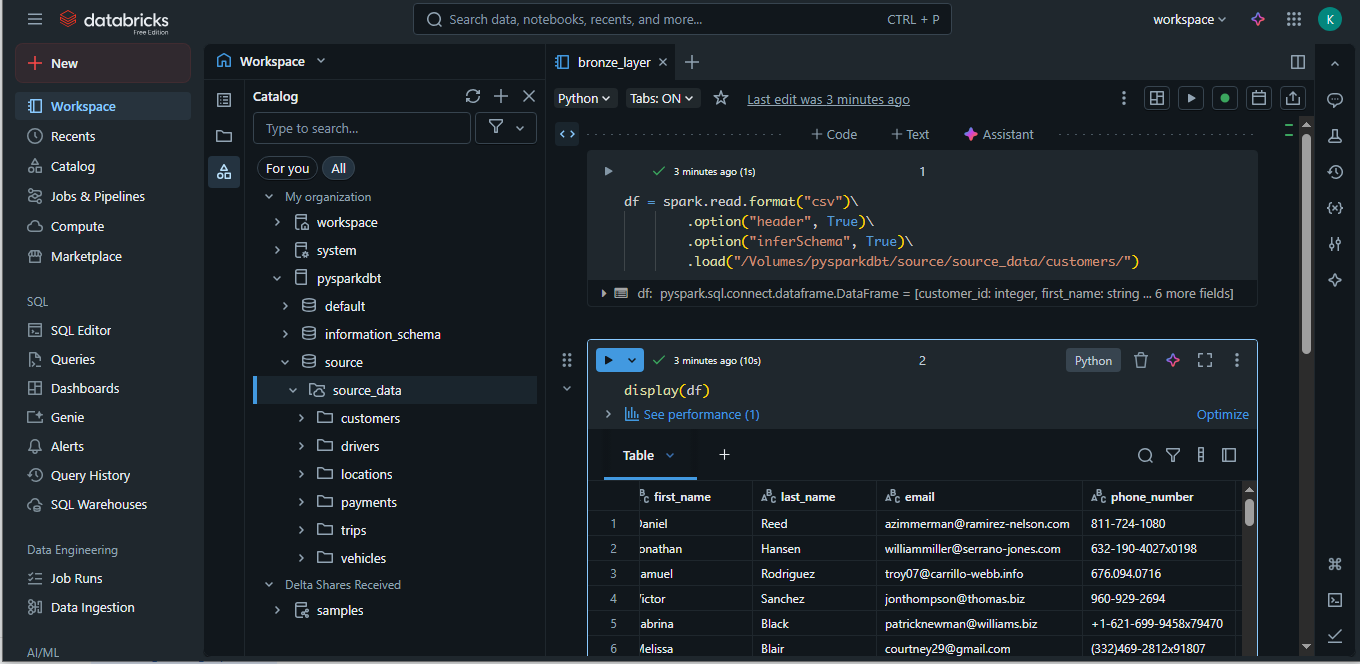 databricks
Free Edition
Search data, notebooks, recents, and more...
CTRL + P
workspace
K
New
Workspace
Recents
Catalog
Jobs & Pipelines
Compute
Marketplace
SQL
SQL Editor
Queries
Dashboards
Genie
Alerts
Query History
SQL Warehouses
Data Engineering
Job Runs
Data Ingestion
AI/ML
Workspace
Catalog
Type to search...
For you
All
My organization
workspace
system
pysparkdbt
default
information_schema
source
source_data
customers
drivers
locations
payments
trips
vehicles
Delta Shares Received
samples
bronze_layer
Python
Tabs: ON
Last edit was 3 minutes ago
+ Code
+ Text
Assistant
3 minutes ago (1s)
1
df = spark.read.format("csv")\
.option("header", True)\
.option("inferSchema", True)\
.load("/Volumes/pysparkdbt/source/source_data/customers/")
df: pyspark.sql.connect.dataframe.DataFrame = [customer_id: integer, first_name: string ... 6 more fields]
3 minutes ago (10s)
2
Python
display(df)
See performance (1)
Optimize
Table
first_name last_name email phone_number
1 Daniel Reed azimmerman@ramirez-nelson.com 811-724-1080
2 onathan Hansen williammiller@serrano-jones.com 632-190-4027x0198
3 amuel Rodriguez troy07@carrillo-webb.info 676.094.0716
4 Victor Sanchez jonthompson@thomas.biz 960-929-2694
5 abrina Black patricknewman@williams.biz +1-621-699-9458x79470
6 Melissa Blair courtney29@gmail.com (332)469-2812x91807